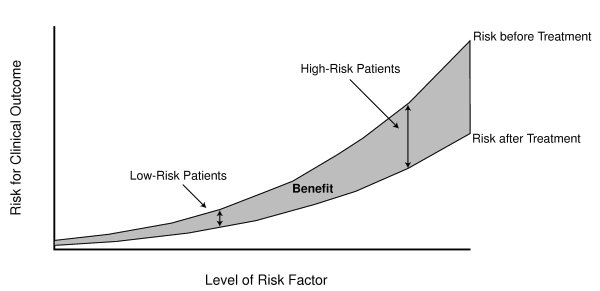 Risk before Treatment
High-Risk Patients
Risk for Clinical Outcome
Risk after Treatment
Low-Risk Patients
Benefit
Level of Risk Factor